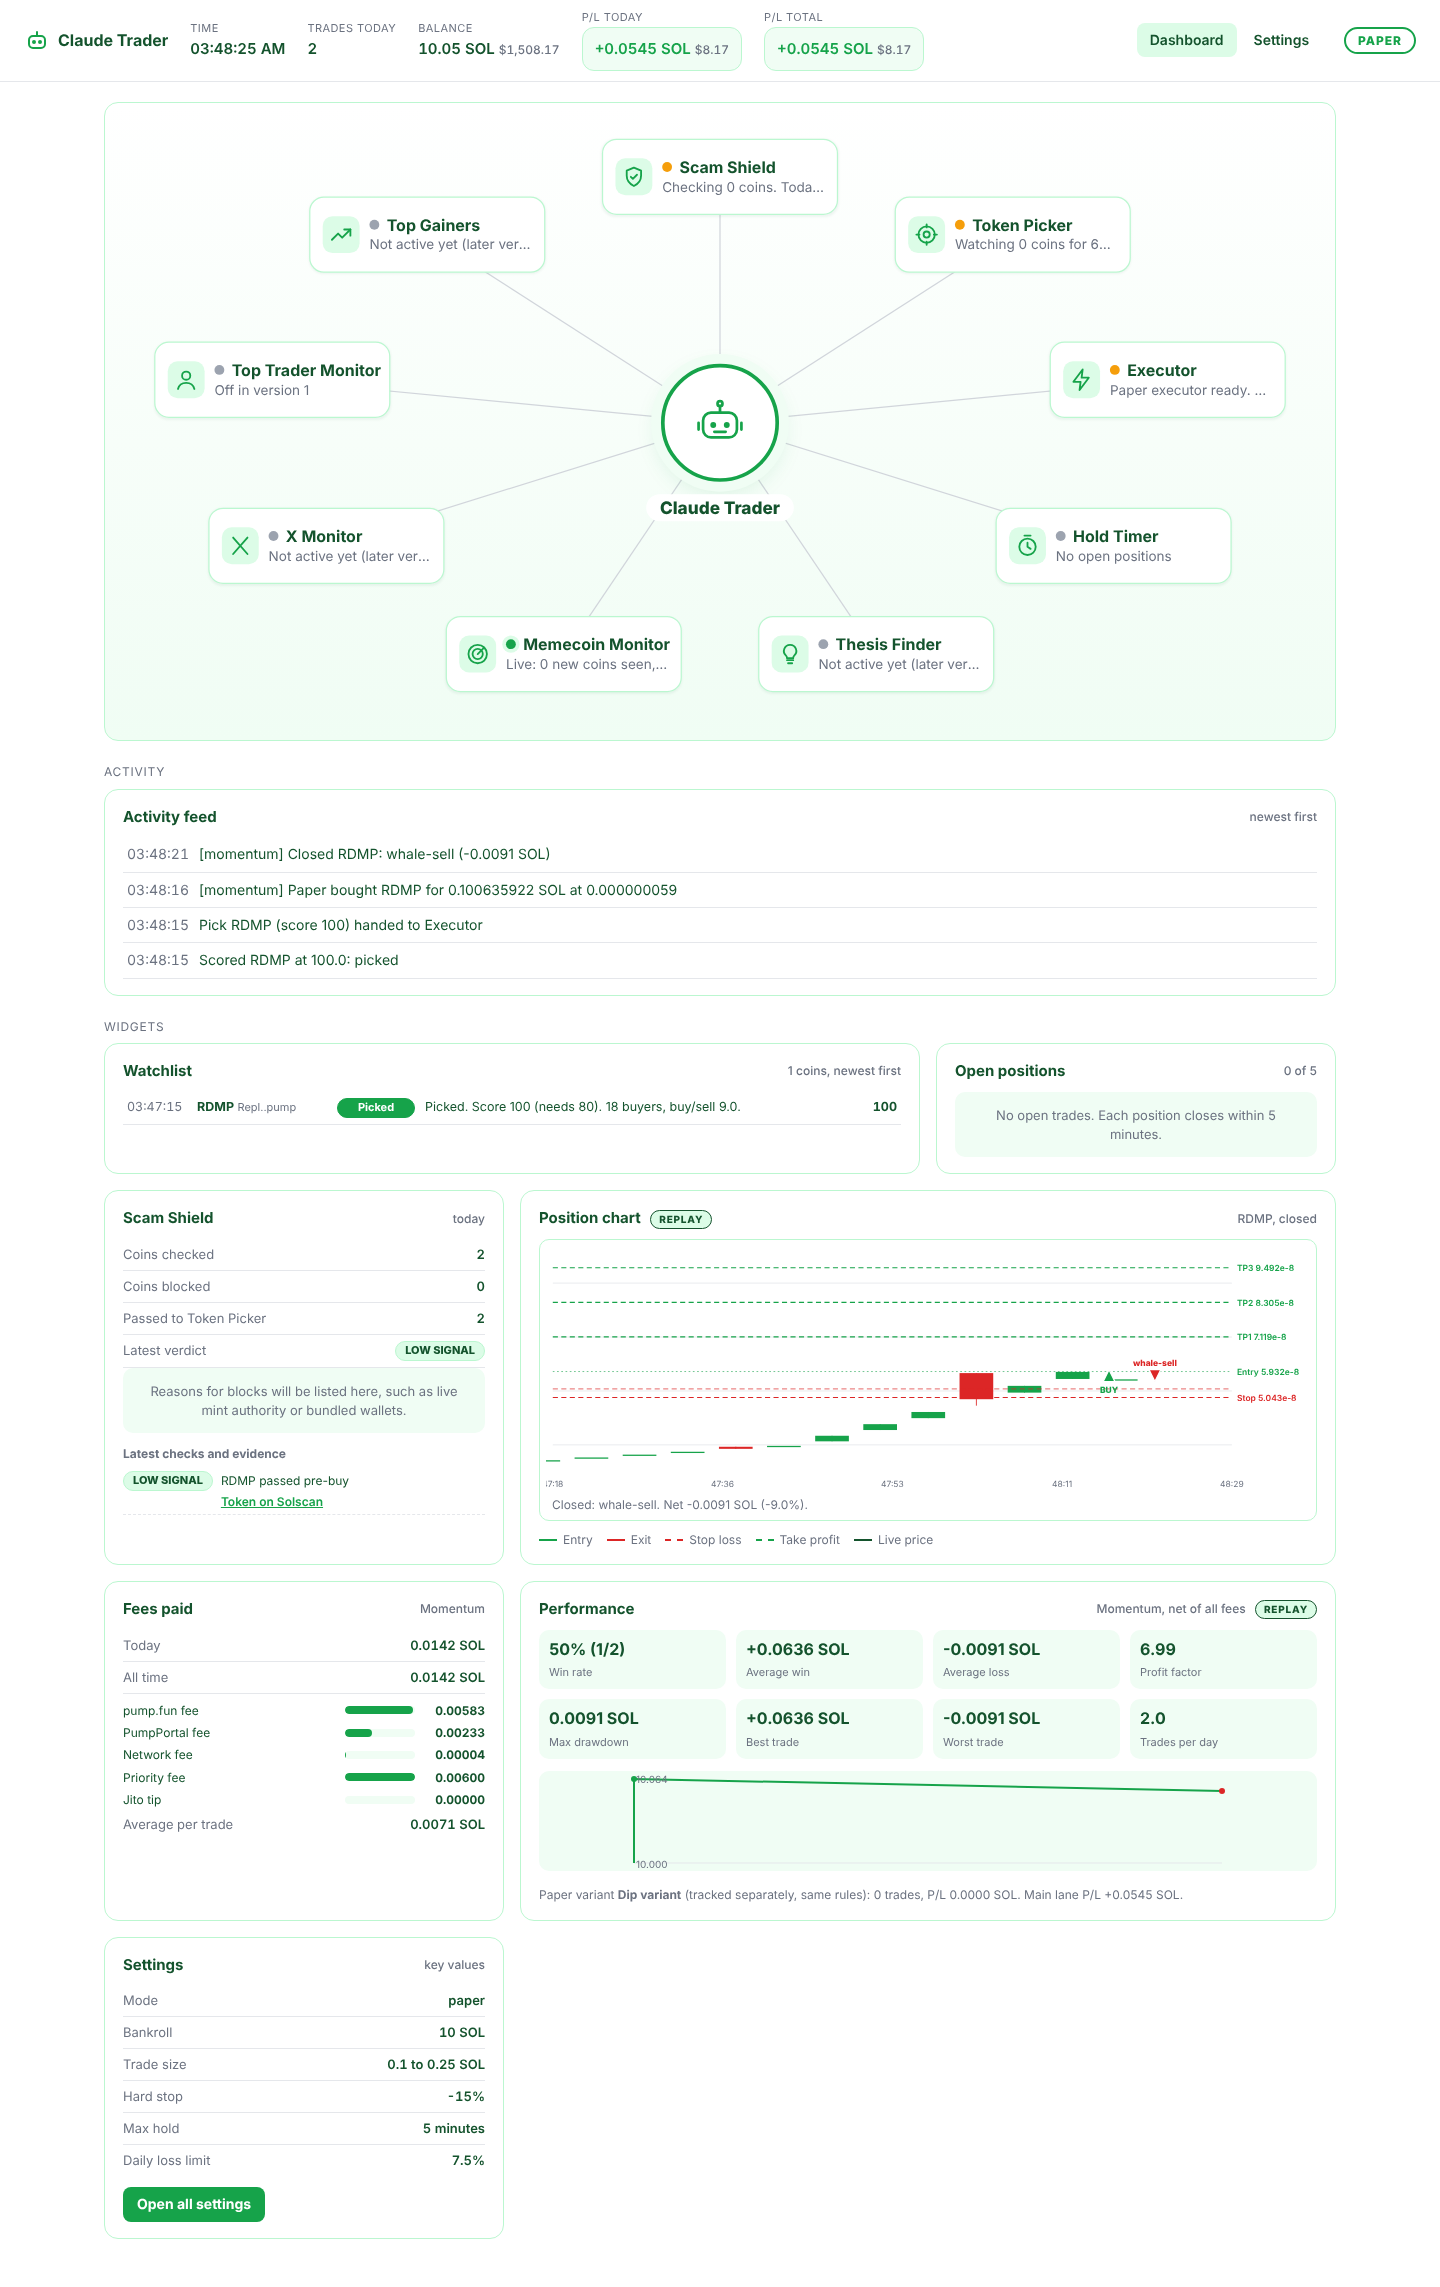 Claude Trader
TIME
03:48:25 AM
TRADES TODAY
2
BALANCE
10.05 SOL $1,508.17
P/L TODAY
+0.0545 SOL $8.17
P/L TOTAL
+0.0545 SOL $8.17
Dashboard
Settings
PAPER
Scam Shield
Checking 0 coins. Toda...
Top Gainers
Not active yet (later ver...
Token Picker
Watching 0 coins for 6...
Top Trader Monitor
Off in version 1
Executor
Paper executor ready. ...
Claude Trader
X Monitor
Not active yet (later ver...
Hold Timer
No open positions
Memecoin Monitor
Live: 0 new coins seen,...
Thesis Finder
Not active yet (later ver...
ACTIVITY
Activity feed
newest first
03:48:21 [momentum] Closed RDMP: whale-sell (-0.0091 SOL)
03:48:16 [momentum] Paper bought RDMP for 0.100635922 SOL at 0.000000059
03:48:15 Pick RDMP (score 100) handed to Executor
03:48:15 Scored RDMP at 100.0: picked
WIDGETS
Watchlist
1 coins, newest first
03:47:15 RDMP Repl..pump Picked Picked. Score 100 (needs 80). 18 buyers, buy/sell 9.0. 100
Open positions
0 of 5
No open trades. Each position closes within 5
minutes.
Scam Shield
today
Coins checked 2
Coins blocked 0
Passed to Token Picker 2
Latest verdict LOW SIGNAL
Reasons for blocks will be listed here, such as live
mint authority or bundled wallets.
Latest checks and evidence
LOW SIGNAL RDMP passed pre-buy
Token on Solscan
Position chart REPLAY
RDMP, closed
TP3 9.492e-8
TP2 8.305e-8
TP1 7.119e-8
whale-sell
Entry 5.932e-8
BUY
Stop 5.043e-8
17:18 47:36 47:53 48:11 48:29
Closed: whale-sell. Net -0.0091 SOL (-9.0%).
Entry Exit Stop loss Take profit Live price
Fees paid
Momentum
Today 0.0142 SOL
All time 0.0142 SOL
pump.fun fee 0.00583
PumpPortal fee 0.00233
Network fee 0.00004
Priority fee 0.00600
Jito tip 0.00000
Average per trade 0.0071 SOL
Performance
Momentum, net of all fees REPLAY
50% (1/2)
Win rate
+0.0636 SOL
Average win
-0.0091 SOL
Average loss
6.99
Profit factor
0.0091 SOL
Max drawdown
+0.0636 SOL
Best trade
-0.0091 SOL
Worst trade
2.0
Trades per day
10.064
10.000
Paper variant Dip variant (tracked separately, same rules): 0 trades, P/L 0.0000 SOL. Main lane P/L +0.0545 SOL.
Settings
key values
Mode paper
Bankroll 10 SOL
Trade size 0.1 to 0.25 SOL
Hard stop -15%
Max hold 5 minutes
Daily loss limit 7.5%
Open all settings